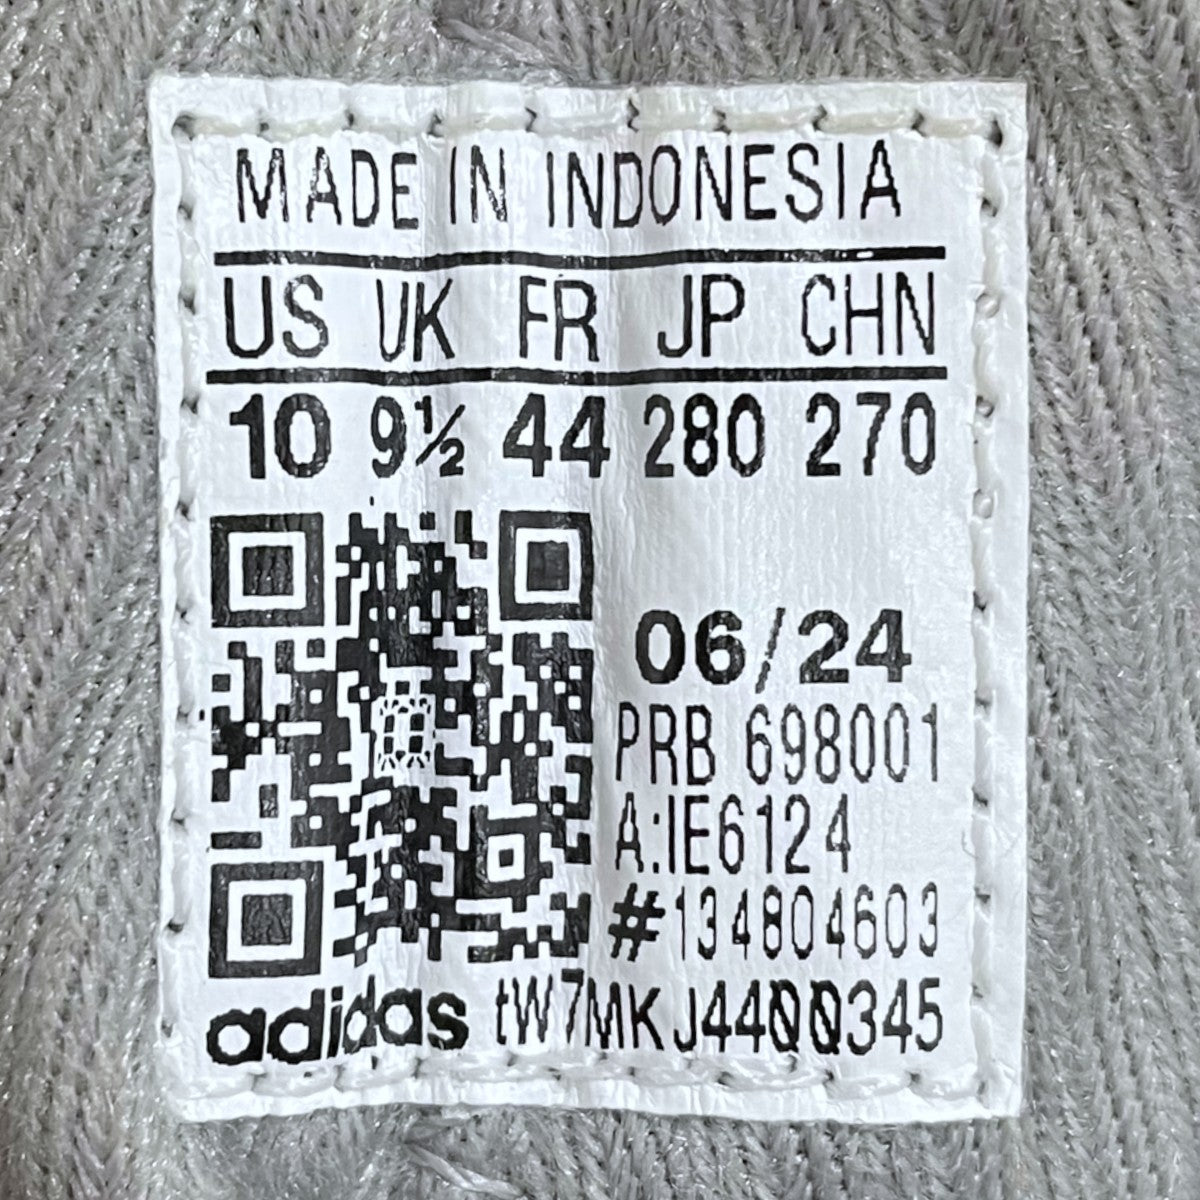 MADE IN INDONESIA
US UK FR JP CHN
10 9½ 44 280 270
06/24
PRB 698001
A:IE6124
#134804603
adidas tW7MKJ4400345